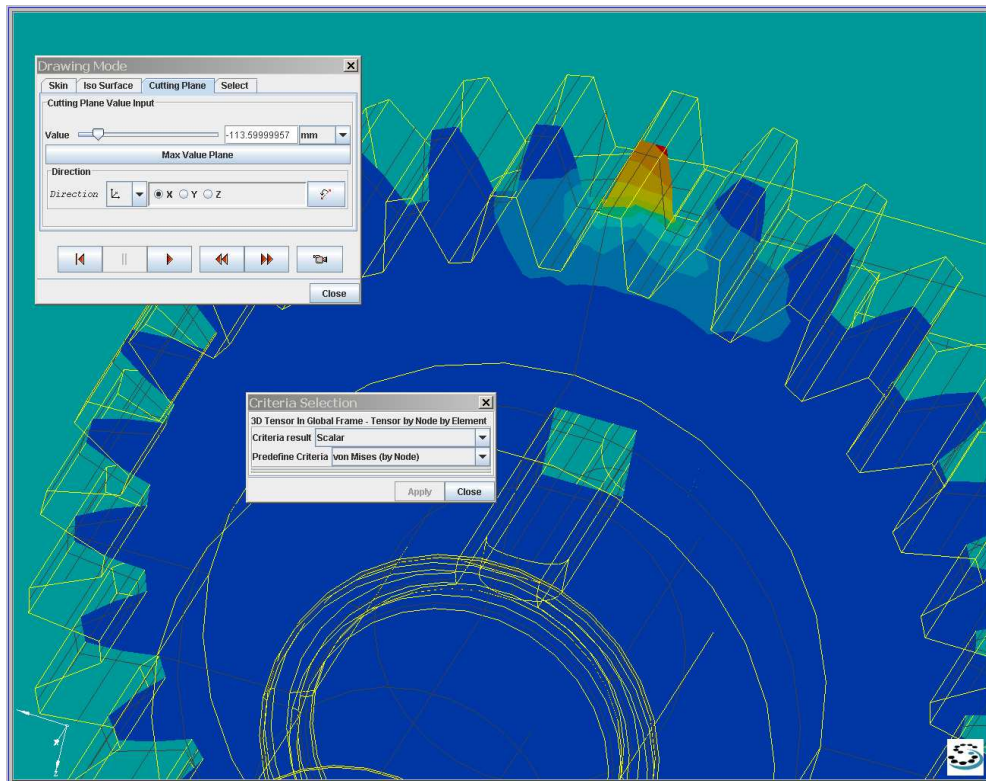 Drawing Mode
Skin Iso Surface Cutting Plane Select
Cutting Plane Value Input
Value -113.59999957 mm
Max Value Plane
Direction
Direction X Y Z
Close
Criteria Selection
3D Tensor In Global Frame - Tensor by Node by Element
Criteria result Scalar
Predefine Criteria von Mises (by Node)
Apply Close